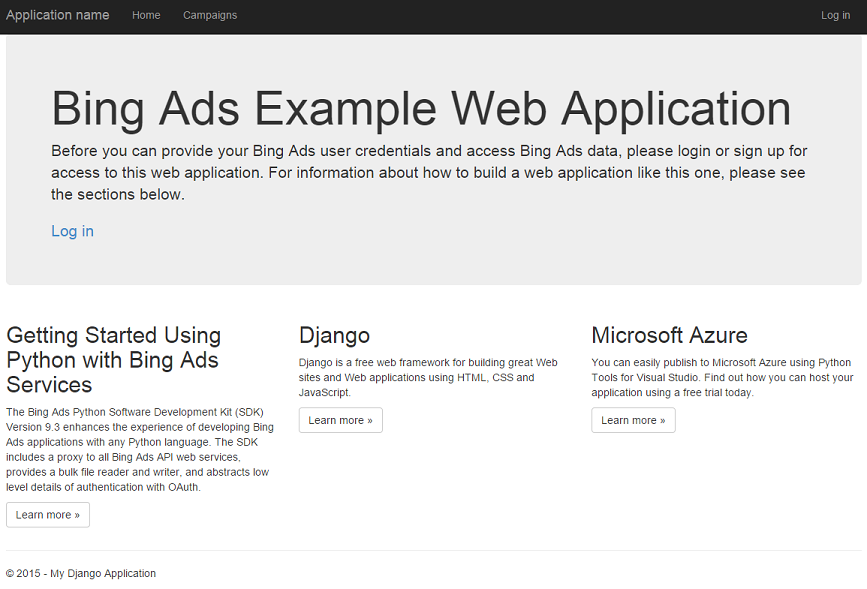 Application name Home Campaigns Log in
Bing Ads Example Web Application
Before you can provide your Bing Ads user credentials and access Bing Ads data, please login or sign up for
access to this web application. For information about how to build a web application like this one, please see
the sections below.
Log in
Getting Started Using
Python with Bing Ads
Services
The Bing Ads Python Software Development Kit (SDK)
Version 9.3 enhances the experience of developing Bing
Ads applications with any Python language. The SDK
includes a proxy to all Bing Ads API web services,
provides a bulk file reader and writer, and abstracts low
level details of authentication with OAuth.
Learn more »
Django
Django is a free web framework for building great Web
sites and Web applications using HTML, CSS and
JavaScript.
Learn more »
Microsoft Azure
You can easily publish to Microsoft Azure using Python
Tools for Visual Studio. Find out how you can host your
application using a free trial today.
Learn more »
© 2015 - My Django Application